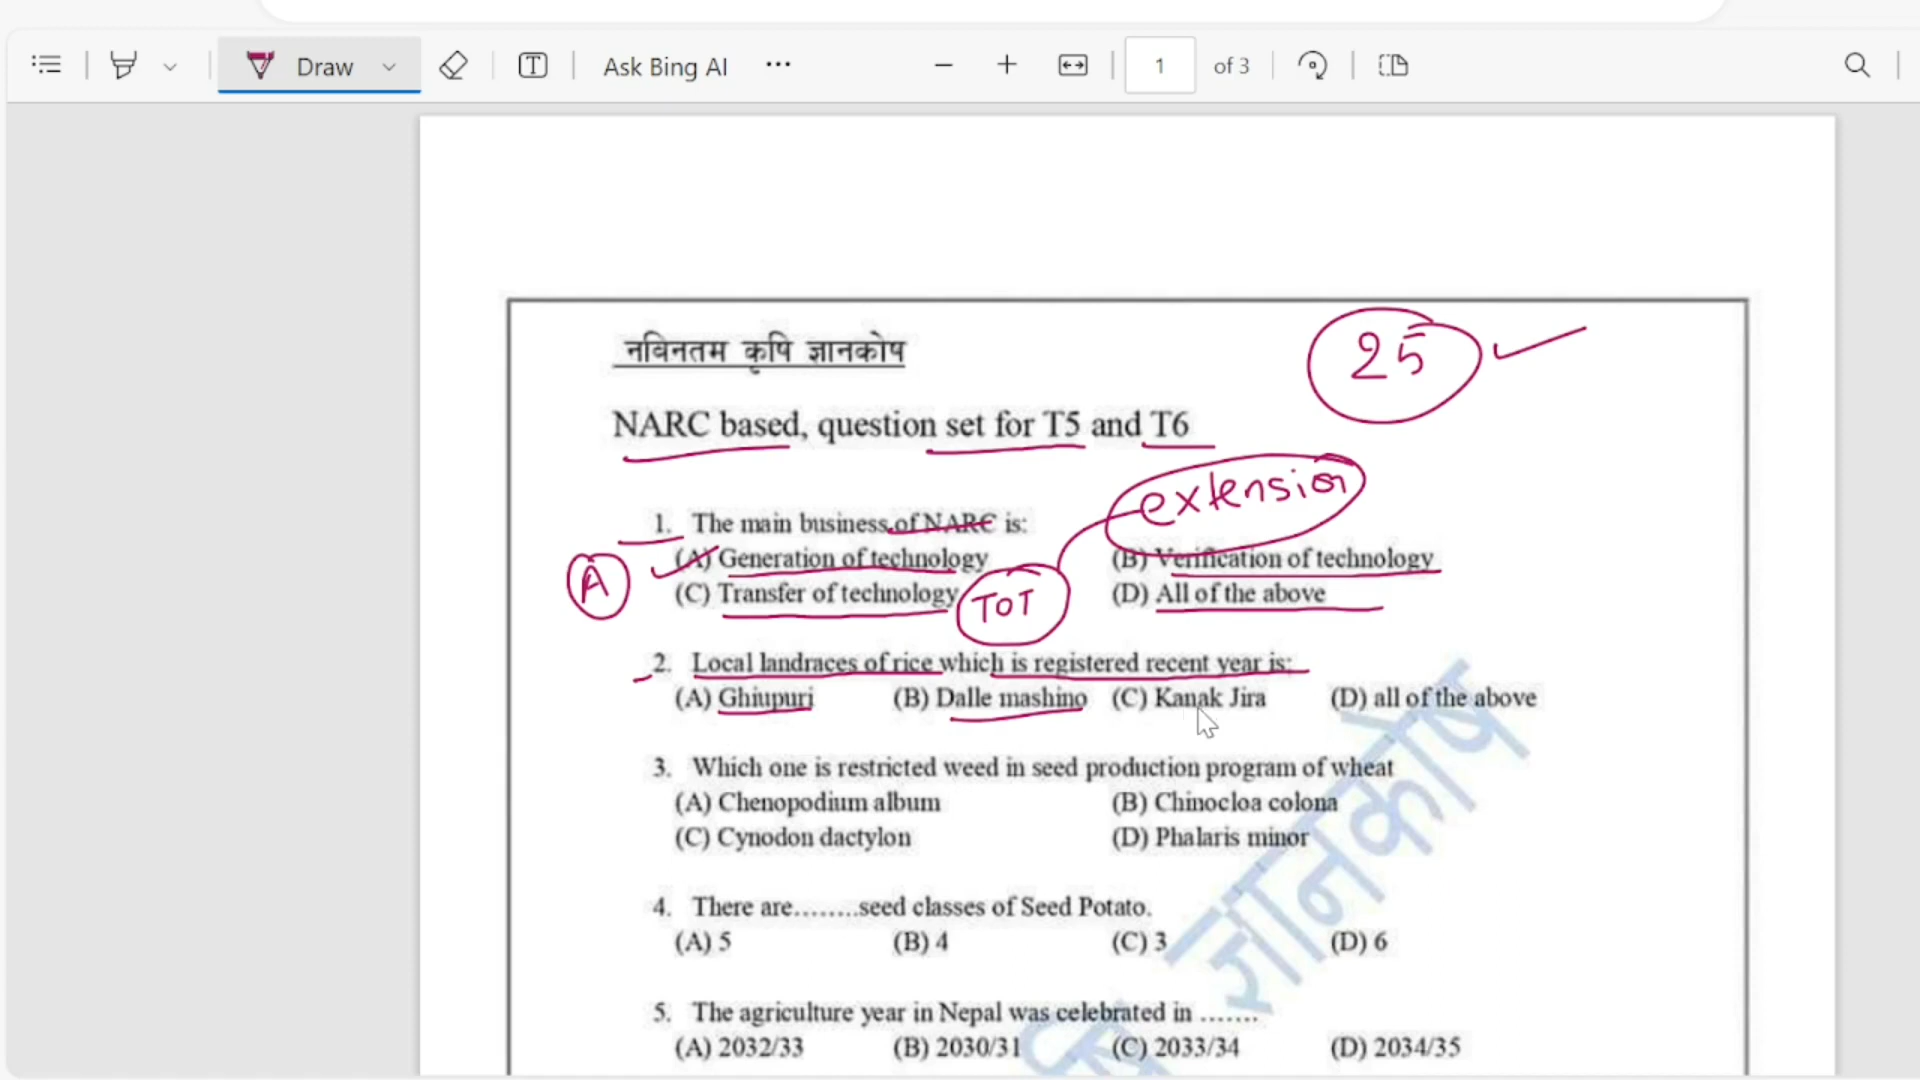 Draw
Ask Bing AI
1 of 3
नविनतम कृषि ज्ञानकोष
25
NARC based, question set for T5 and T6
extension
1. The main business of NARC is:
A
(A) Generation of technology (B) Verification of technology
(C) Transfer of technology TOT (D) All of the above
2. Local landraces of rice which is registered recent year is:
(A) Ghiupuri (B) Dalle mashino (C) Kanak Jira (D) all of the above
3. Which one is restricted weed in seed production program of wheat
(A) Chenopodium album (B) Chinocloa colona
(C) Cynodon dactylon (D) Phalaris minor
4. There are........seed classes of Seed Potato.
(A) 5 (B) 4 (C) 3 (D) 6
5. The agriculture year in Nepal was celebrated in .......
(A) 2032/33 (B) 2030/31 (C) 2033/34 (D) 2034/35
ज्ञानकोष